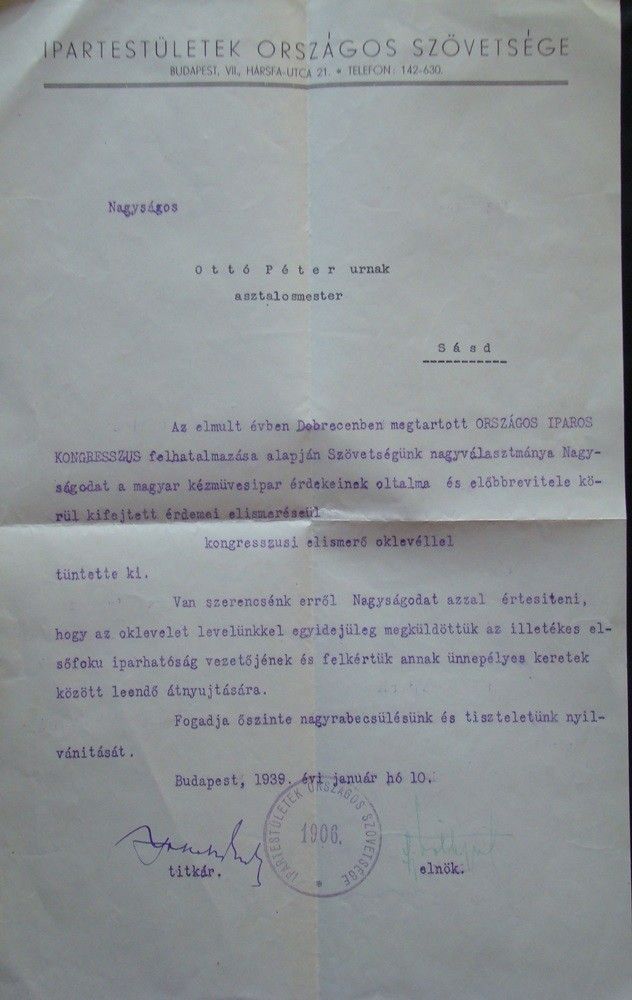 IPARTESTÜLETEK ORSZÁGOS SZÖVETSÉGE
BUDAPEST, VII., HÁRSFA-UTCA 21. * TELEFON: 142-630.
Nagyságos
Ottó Péter urnak
asztalosmester
Sásd
Az elmult évben Debrecenben megtartott ORSZÁGOS IPAROS
KONGRESSZUS felhatalmazása alapján Szövetségünk nagyválasztmánya Nagy-
ságodat a magyar kézmüvesipar érdekeinek oltalma és előbbrevitele kö-
rül kifejtett érdemei elismeréseül
kongresszusi elismerő oklevéllel
tüntette ki.
Van szerencsénk erről Nagyságodat azzal értesiteni,
hogy az oklevelet levelünkkel egyidejüleg megküldöttük az illetékes el-
sőfoku iparhatóság vezetőjének és felkértük annak ünnepélyes keretek
között leendő átnyujtására.
Fogadja őszinte nagyrabecsülésünk és tiszteletünk nyil-
vánitását.
Budapest, 1939. évi január hó 10.
IPARTESTÜLETEK ORSZÁGOS SZÖVETSÉGE
1906.
*
titkár.
elnök.